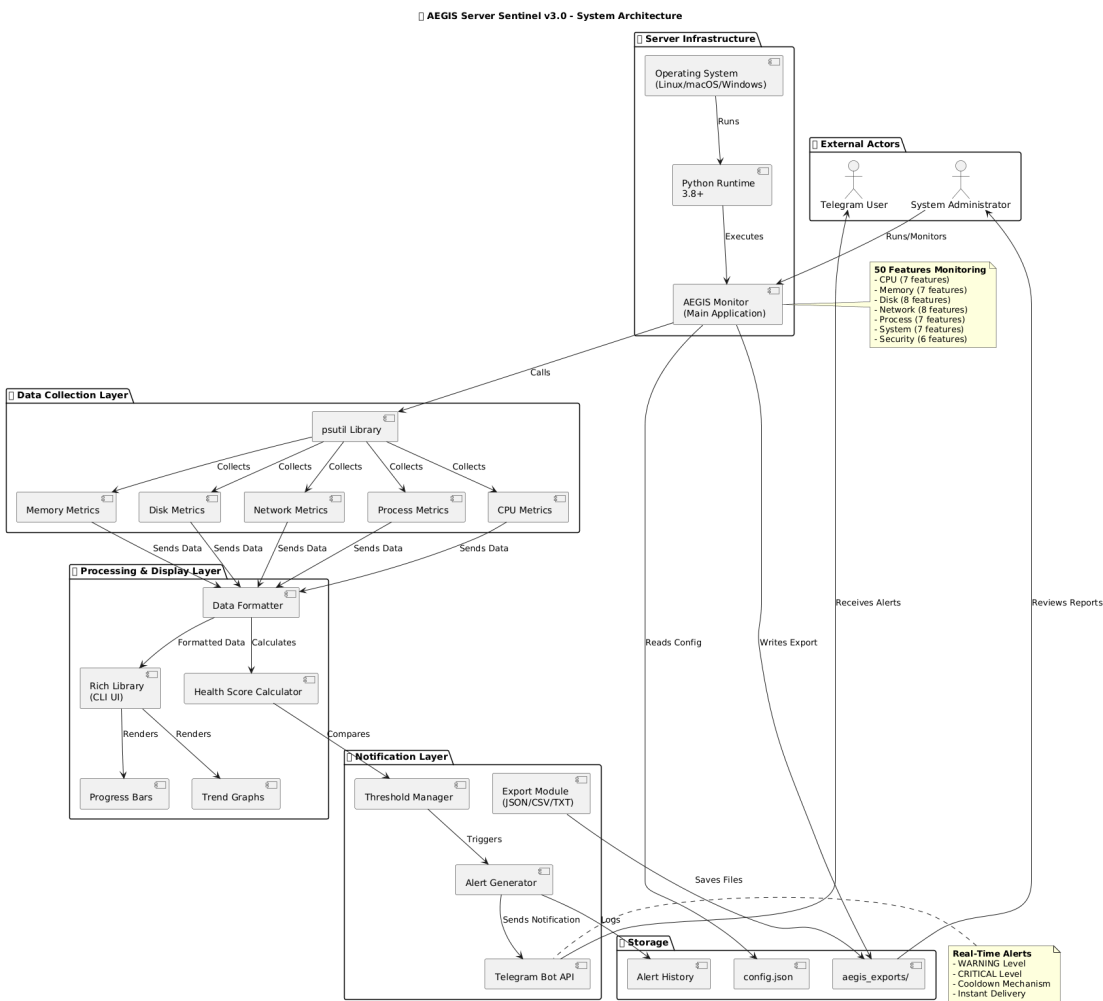 AEGIS Server Sentinel v3.0 - System Architecture
Server Infrastructure
Operating System
(Linux/macOS/Windows)
Runs
Python Runtime
3.8+
Executes
AEGIS Monitor
(Main Application)
External Actors
Telegram User
System Administrator
Runs/Monitors
50 Features Monitoring
- CPU (7 features)
- Memory (7 features)
- Disk (8 features)
- Network (8 features)
- Process (7 features)
- System (7 features)
- Security (6 features)
Calls
Data Collection Layer
psutil Library
Collects
Collects
Collects
Collects
Collects
Memory Metrics
Disk Metrics
Network Metrics
Process Metrics
CPU Metrics
Sends Data
Sends Data
Sends Data
Sends Data
Sends Data
Processing & Display Layer
Data Formatter
Formatted Data
Calculates
Rich Library
(CLI UI)
Health Score Calculator
Renders
Renders
Progress Bars
Trend Graphs
Compares
Reads Config
Writes Export
Receives Alerts
Reviews Reports
Notification Layer
Threshold Manager
Export Module
(JSON/CSV/TXT)
Triggers
Alert Generator
Saves Files
Sends Notification
Logs
Telegram Bot API
Storage
Alert History
config.json
aegis_exports/
Real-Time Alerts
- WARNING Level
- CRITICAL Level
- Cooldown Mechanism
- Instant Delivery